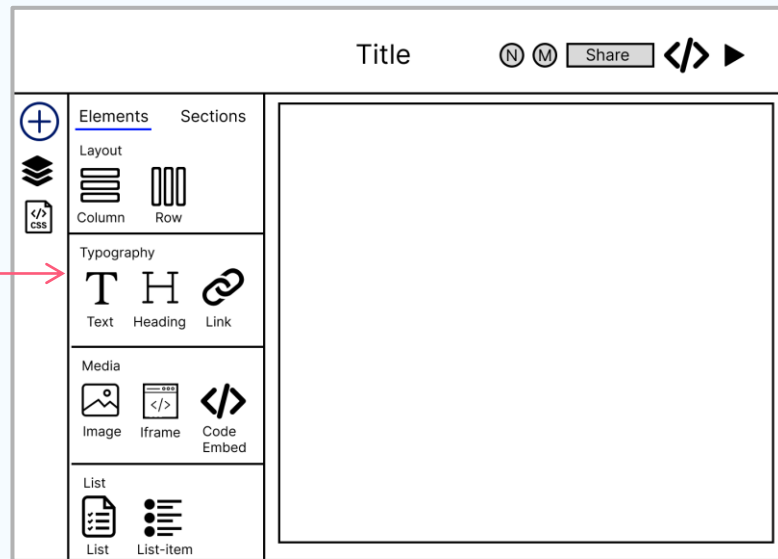 Title
N M Share </>
Elements Sections
Layout
Column Row
</>
css
Typography
T H
Text Heading Link
Media
</> </>
Image Iframe Code
Embed
List
List List-item